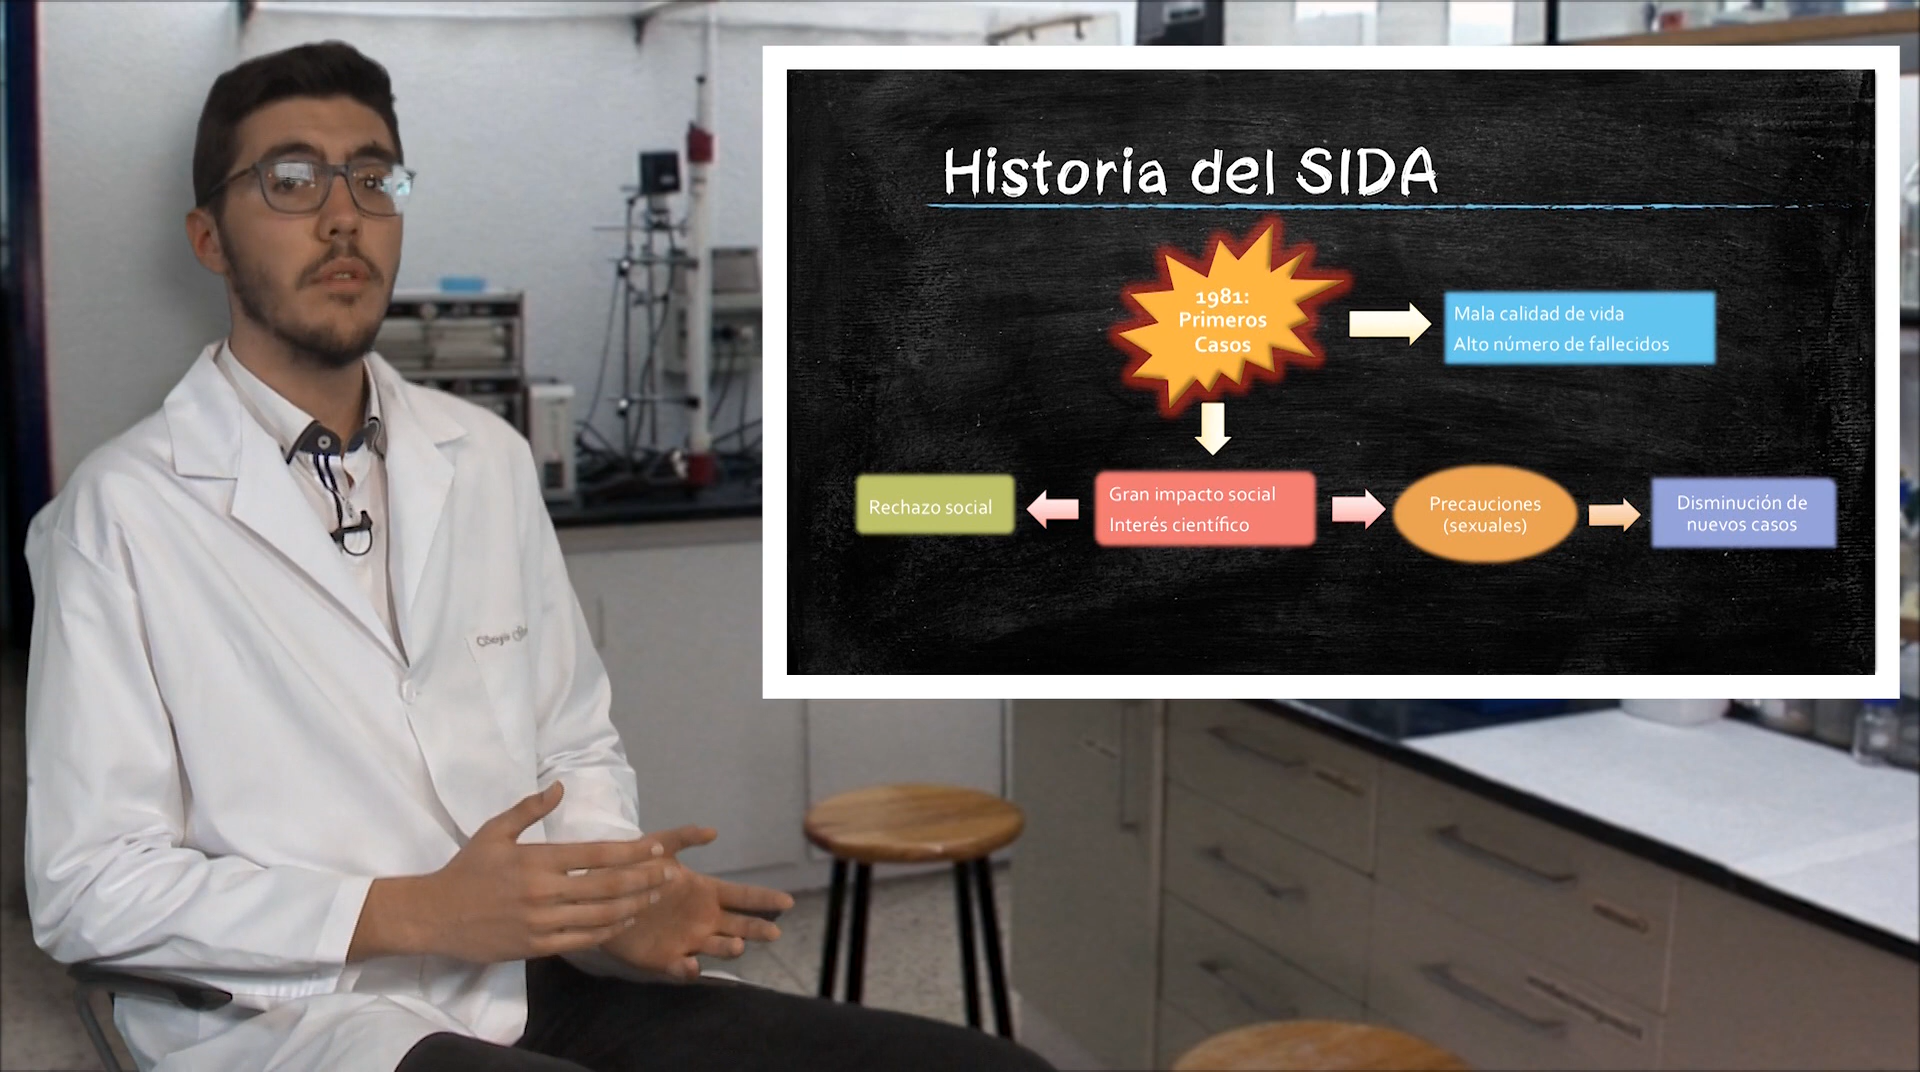 Historia del SIDA
1981:
Primeros
Casos
Mala calidad de vida
Alto número de fallecidos
Rechazo social
Gran impacto social
Interés científico
Precauciones
(sexuales)
Disminución de
nuevos casos